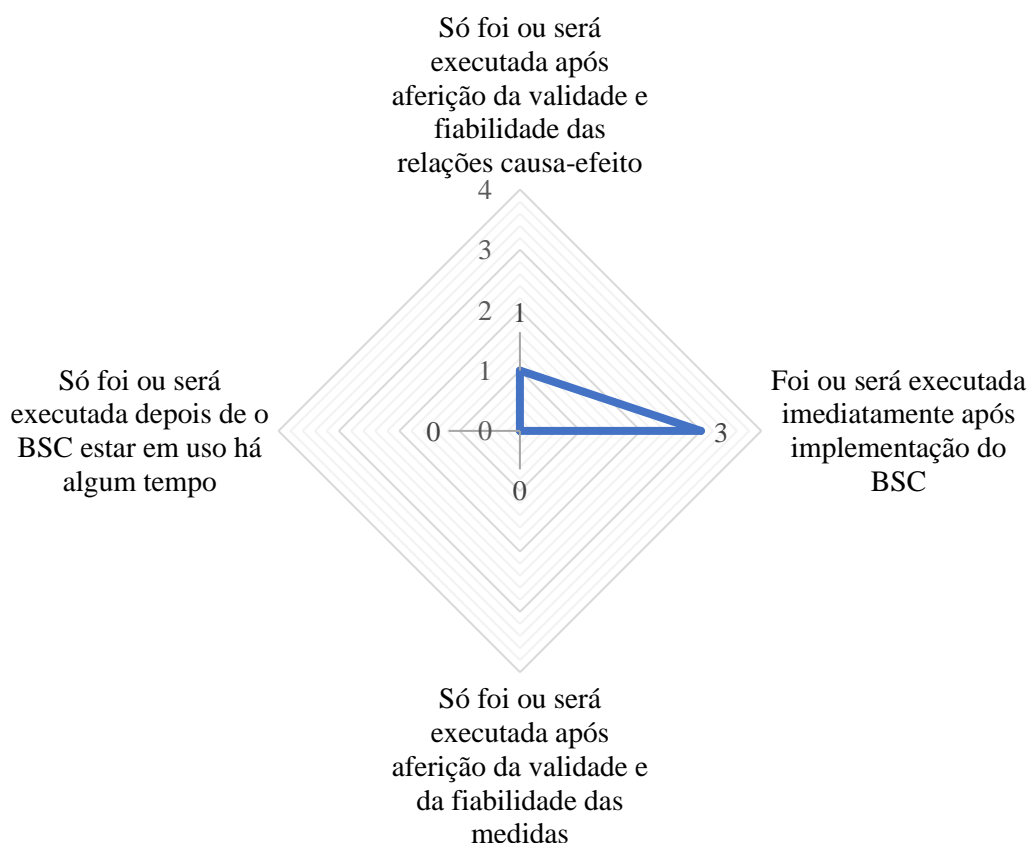 Só foi ou será
executada após
aferição da validade e
fiabilidade das
relações causa-efeito
4
3
2
1
1
0
0
3
0
Só foi ou será
executada depois de o
BSC estar em uso há
algum tempo
Foi ou será executada
imediatamente após
implementação do
BSC
Só foi ou será
executada após
aferição da validade e
da fiabilidade das
medidas